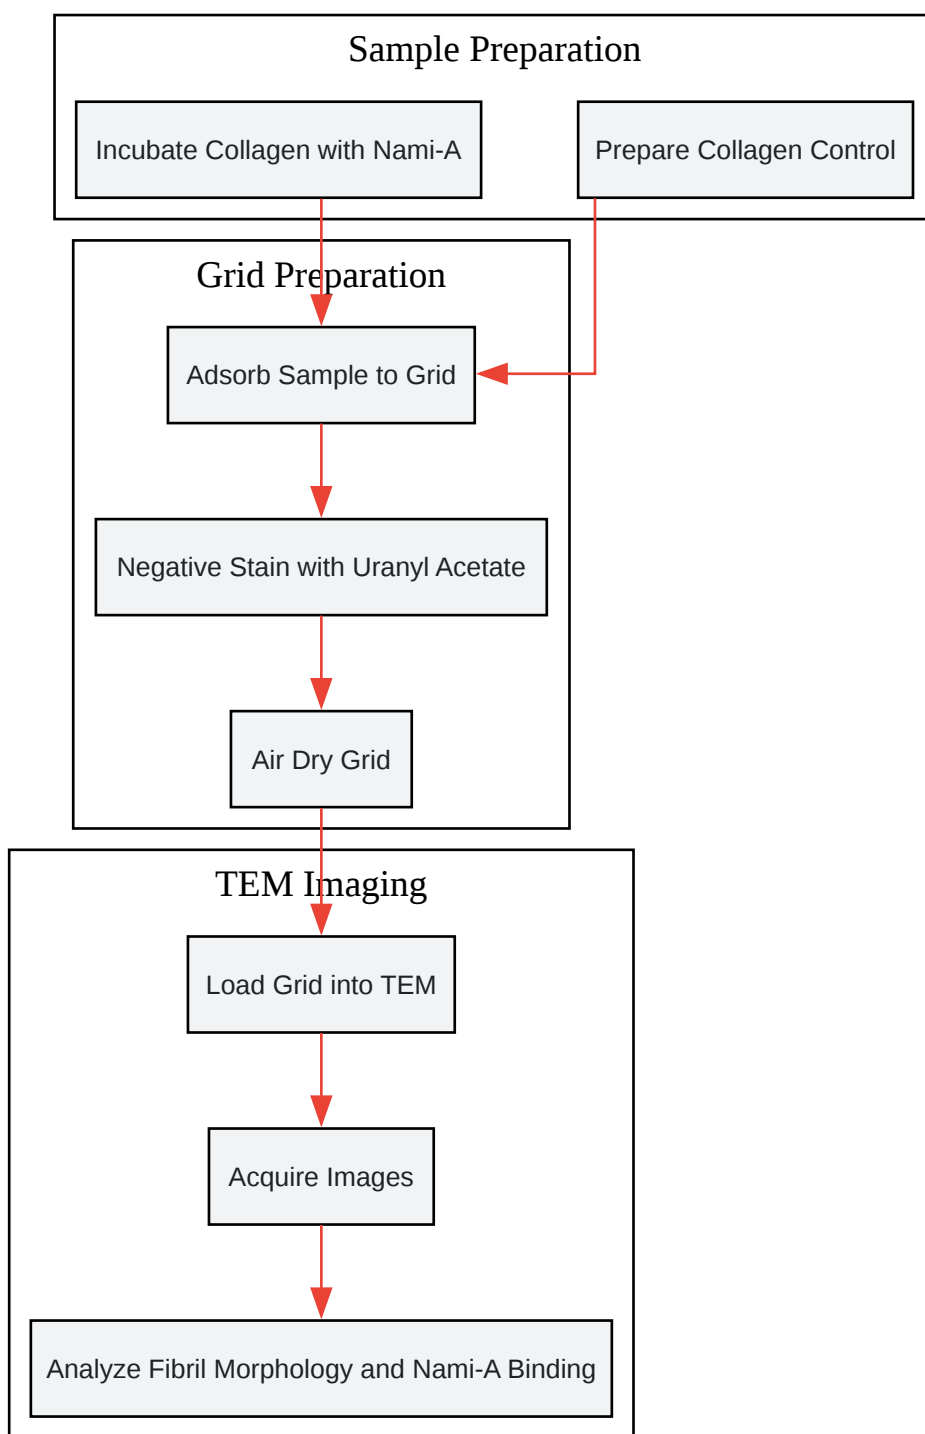 Sample Preparation
Incubate Collagen with Nami-A
Prepare Collagen Control
Grid Preparation
Adsorb Sample to Grid
Negative Stain with Uranyl Acetate
Air Dry Grid
TEM Imaging
Load Grid into TEM
Acquire Images
Analyze Fibril Morphology and Nami-A Binding